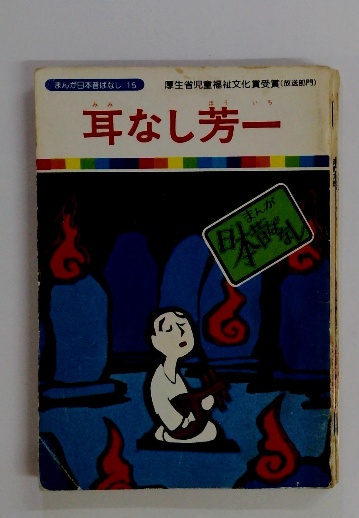 まんが日本昔ばなし 15
厚生省児童福祉文化賞受賞(放送部門)
みみ ほう いち
耳なし芳一
まんが
日本昔ばなし